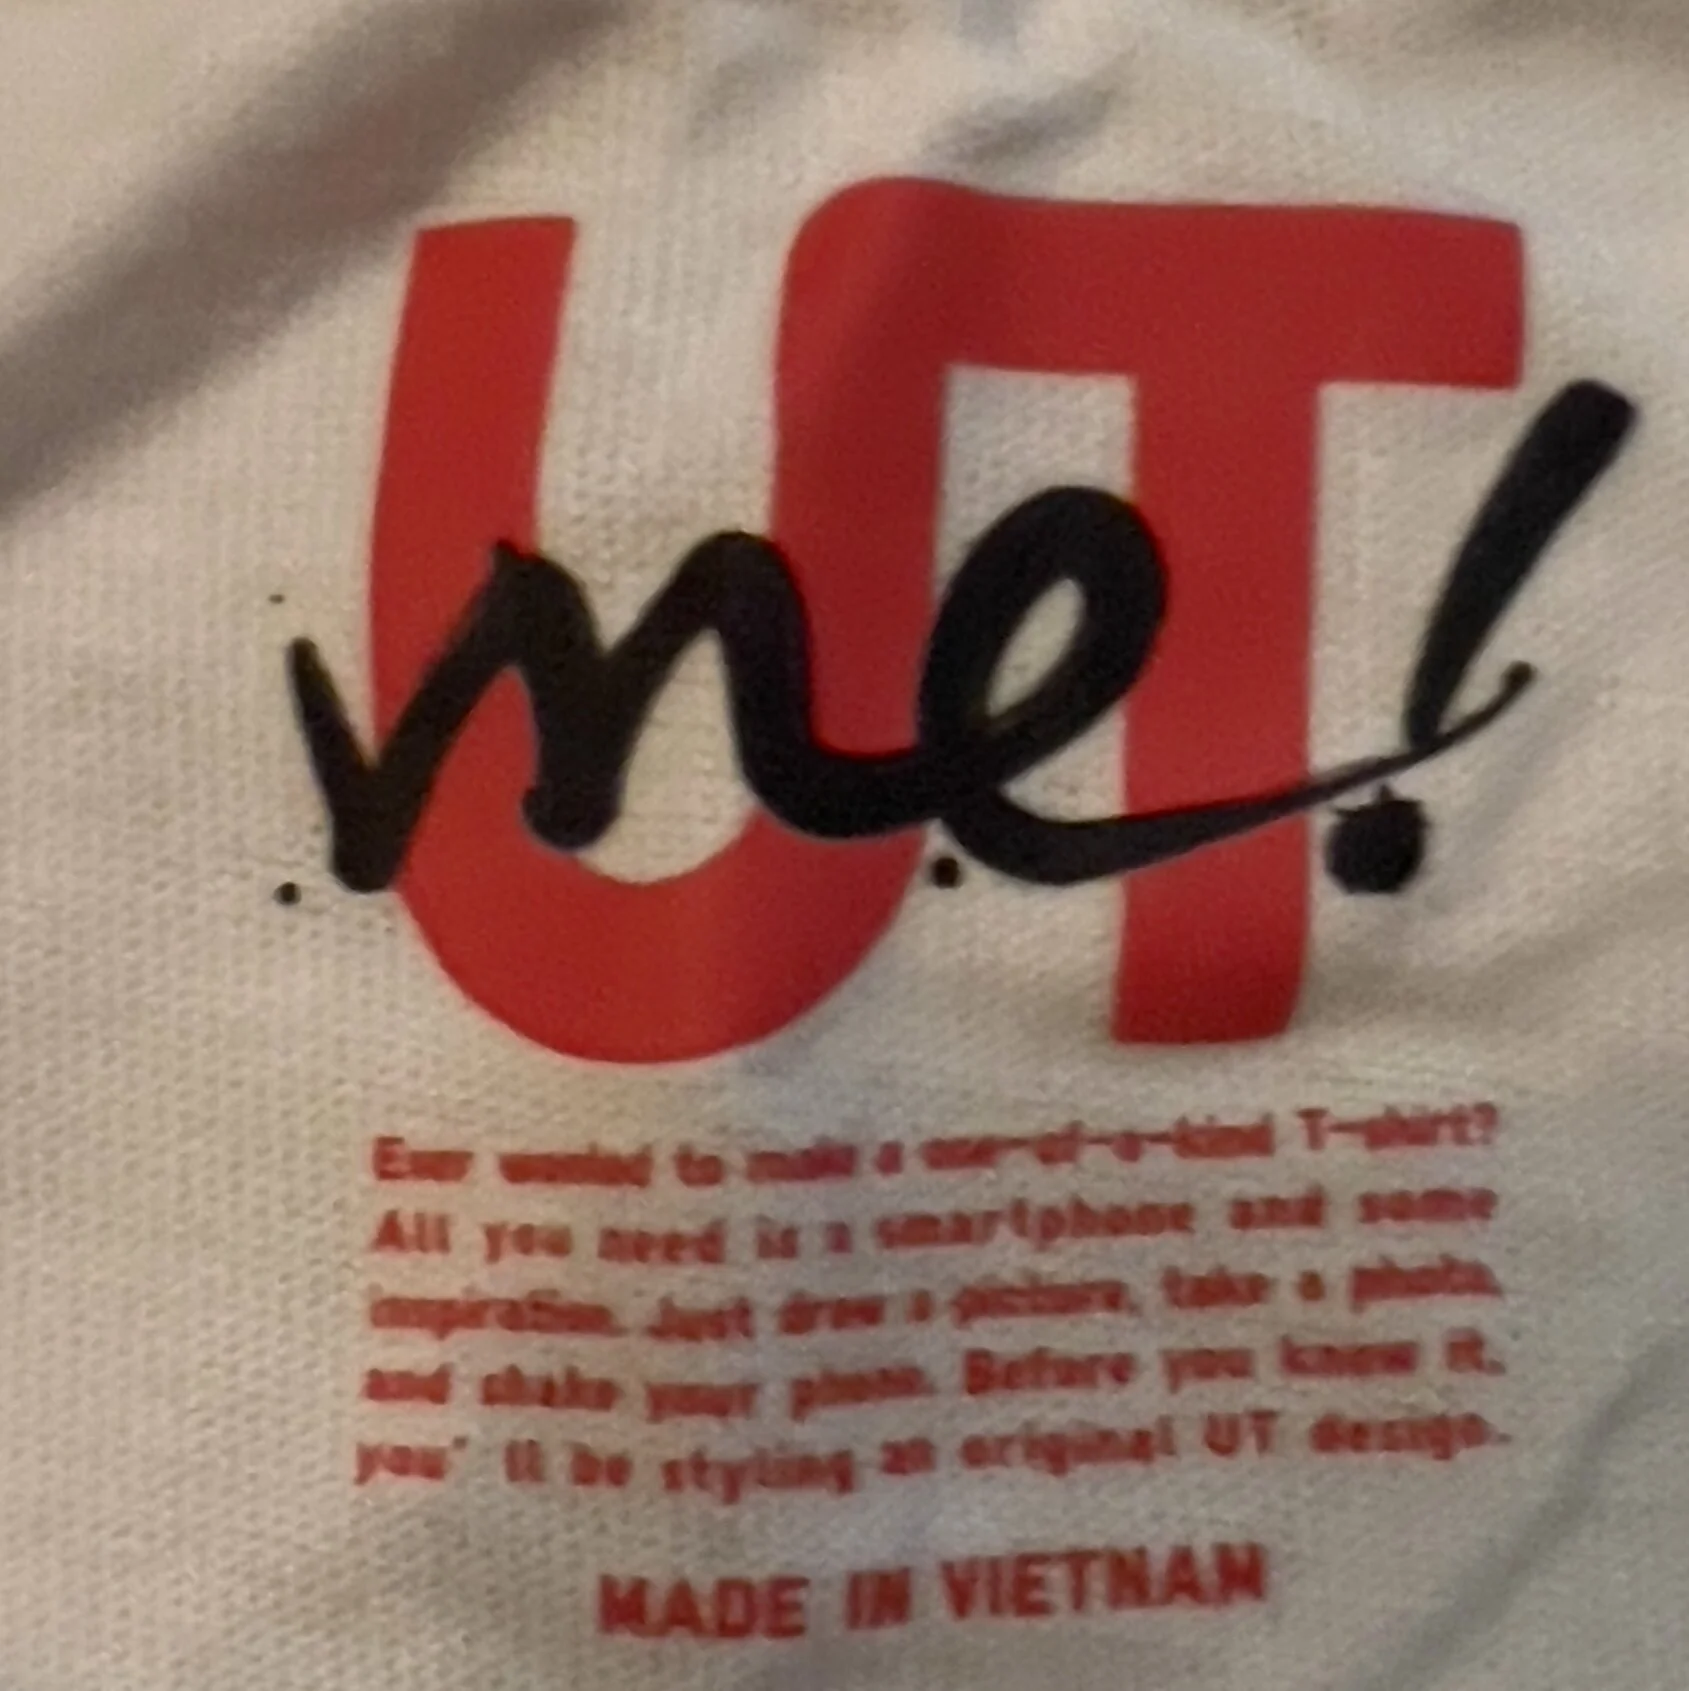 UT
me!
Ever wanted to make a one-of-a-kind T-shirt?
All you need is a smartphone and some
inspiration. Just draw a picture, take a photo,
and shake your phone. Before you know it,
you'll be styling an original UT design.
MADE IN VIETNAM